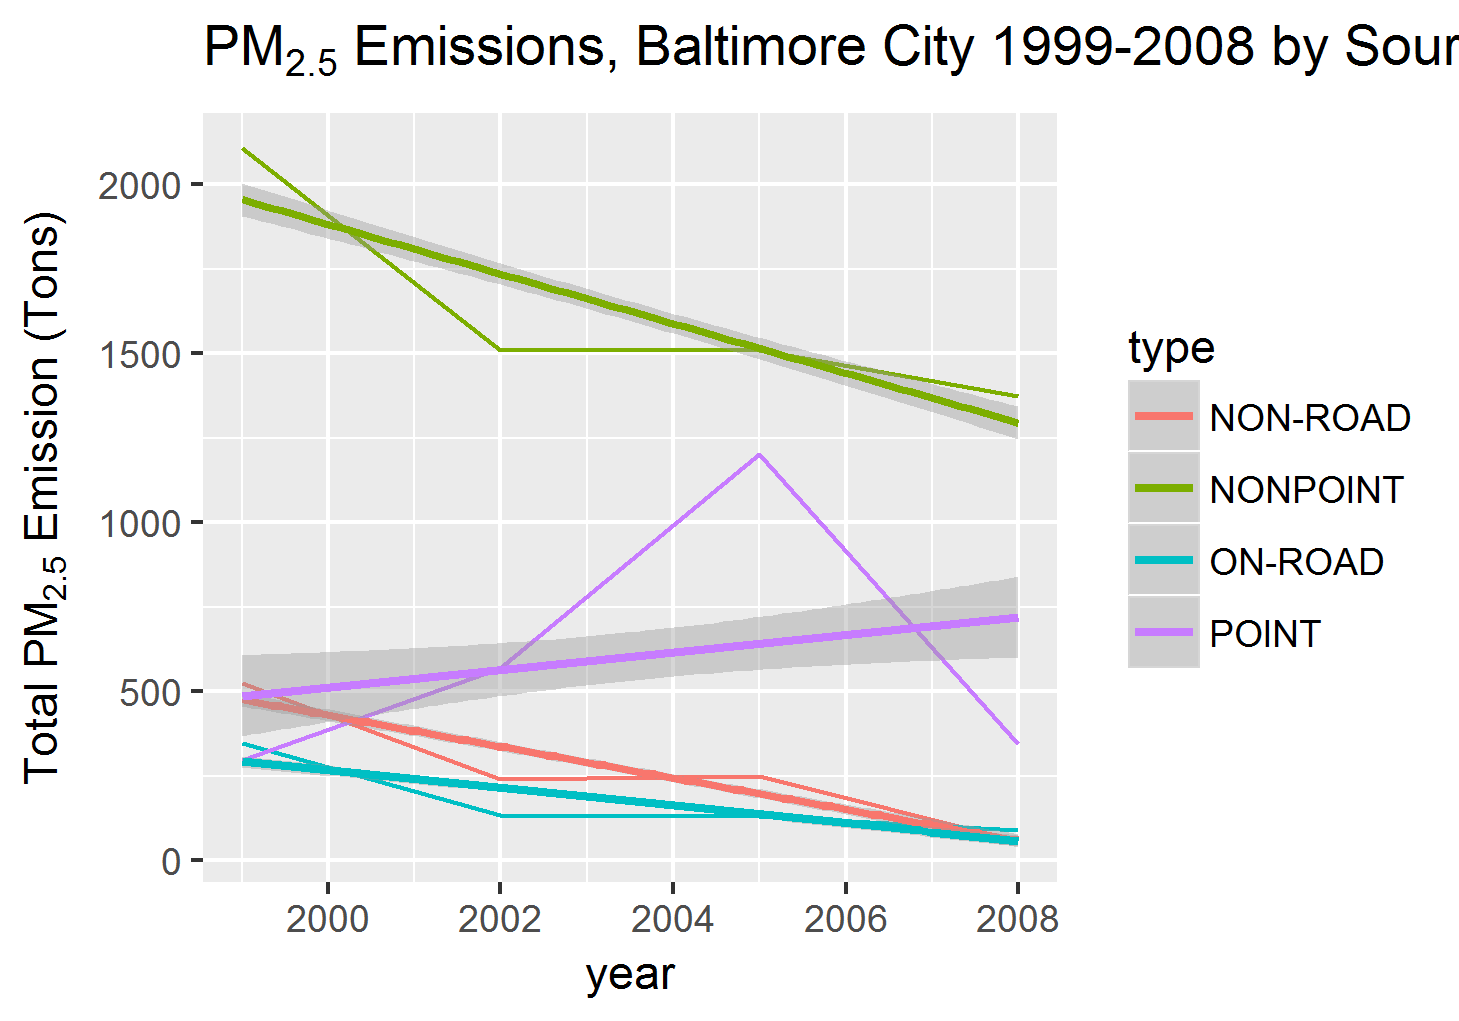 PM2.5 Emissions, Baltimore City 1999-2008 by Sour
Total PM2.5 Emission (Tons)
2000
1500
1000
500
0
2000 2002 2004 2006 2008
year
type
NON-ROAD
NONPOINT
ON-ROAD
POINT